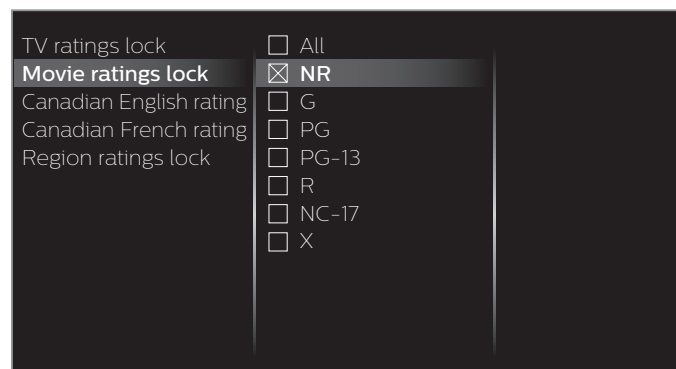 TV ratings lock
Movie ratings lock
Canadian English rating
Canadian French rating
Region ratings lock
All
NR
G
PG
PG-13
R
NC-17
X